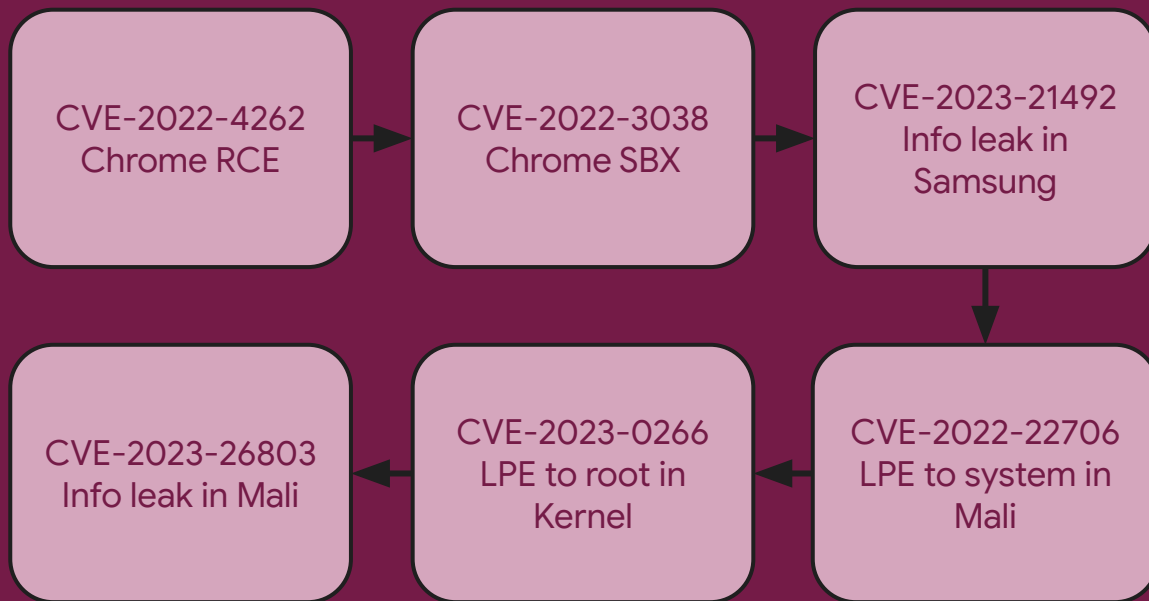 CVE-2022-4262
Chrome RCE
CVE-2022-3038
Chrome SBX
CVE-2023-21492
Info leak in
Samsung
CVE-2022-22706
LPE to system in
Mali
CVE-2023-0266
LPE to root in
Kernel
CVE-2023-26803
Info leak in Mali